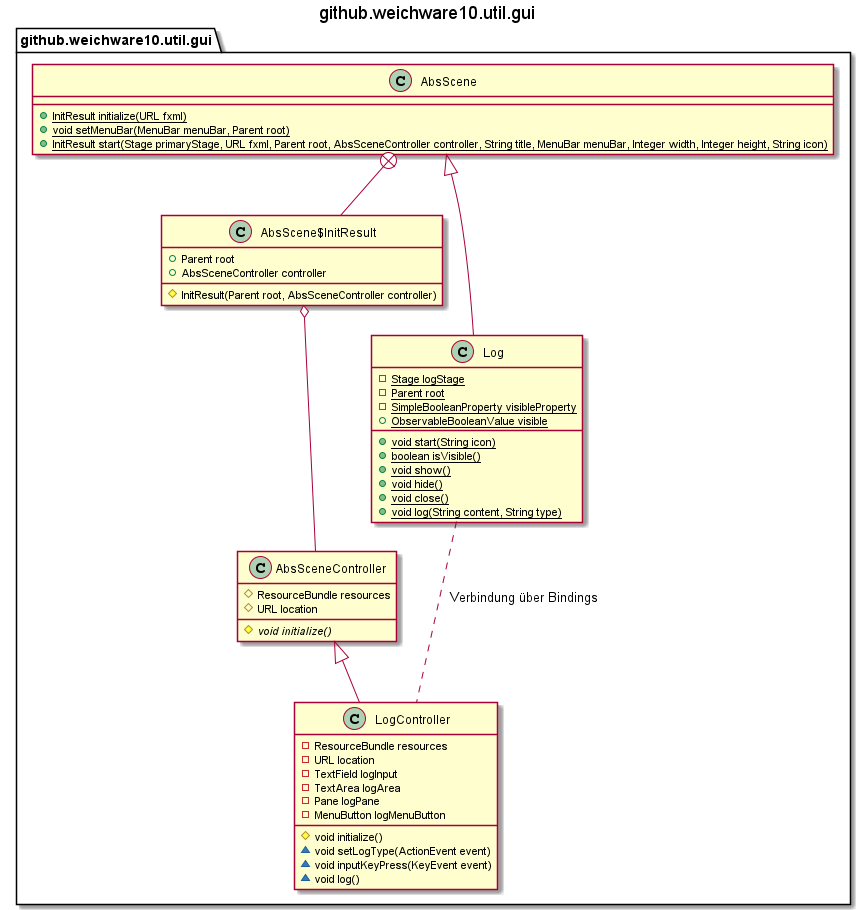 github.weichware10.util.gui
github.weichware10.util.gui
C AbsScene
InitResult initialize(URL fxml)
void setMenuBar(MenuBar menuBar, Parent root)
InitResult start(Stage primaryStage, URL fxml, Parent root, AbsSceneController controller, String title, MenuBar menuBar, Integer width, Integer height, String icon)
C AbsScene$InitResult
Parent root
AbsSceneController controller
InitResult(Parent root, AbsSceneController controller)
C Log
Stage logStage
Parent root
SimpleBooleanProperty visibleProperty
ObservableBooleanValue visible
void start(String icon)
boolean isVisible()
void show()
void hide()
void close()
void log(String content, String type)
C AbsSceneController
ResourceBundle resources
URL location
void initialize()
Verbindung über Bindings
C LogController
ResourceBundle resources
URL location
TextField logInput
TextArea logArea
Pane logPane
MenuButton logMenuButton
void initialize()
void setLogType(ActionEvent event)
void inputKeyPress(KeyEvent event)
void log()